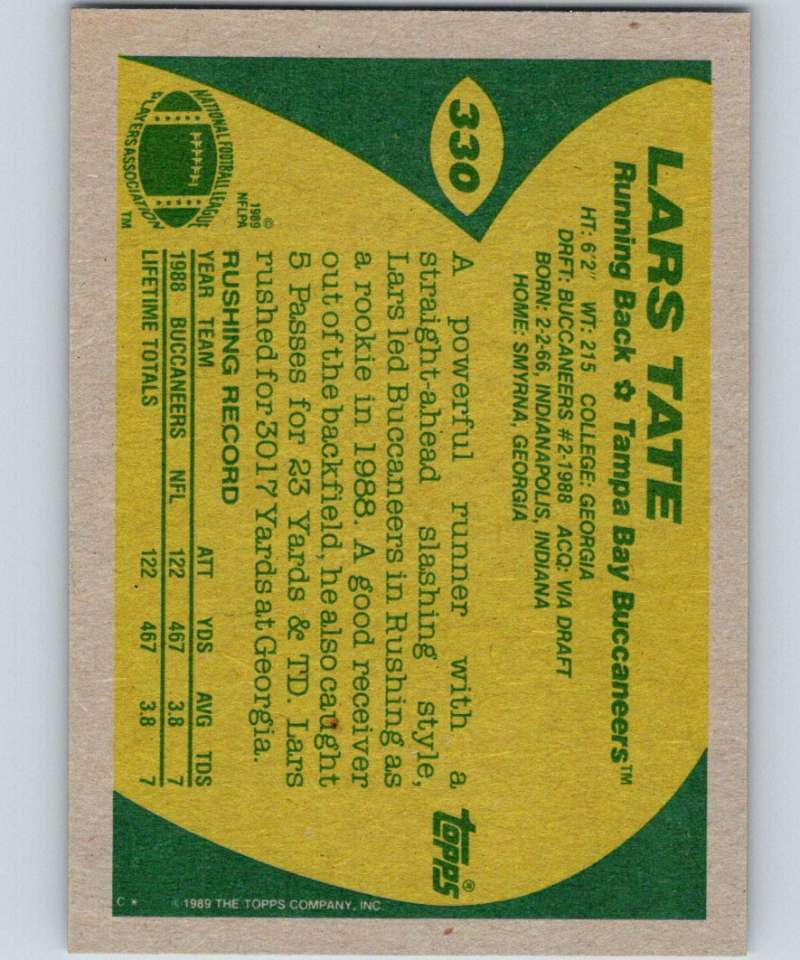 330
LARS TATE
Running Back ✿ Tampa Bay Buccaneers™
HT: 6'2" WT: 215 COLLEGE: GEORGIA
DRFT: BUCCANEERS #2-1988 ACQ: VIA DRAFT
BORN: 2-2-66, INDIANAPOLIS, INDIANA
HOME: SMYRNA, GEORGIA
A powerful runner with a
straight-ahead slashing style,
Lars led Buccaneers in Rushing as
a rookie in 1988. A good receiver
out of the backfield, he also caught
5 Passes for 23 Yards & TD. Lars
rushed for 3017 Yards at Georgia.
topps®
NATIONAL FOOTBALL LEAGUE
PLAYERS ASSOCIATION
™
©
1989
NFLPA
RUSHING RECORD
YEAR TEAM ATT YDS AVG TDS
1988 BUCCANEERS NFL 122 467 3.8 7
LIFETIME TOTALS 122 467 3.8 7
C * © 1989 THE TOPPS COMPANY, INC.